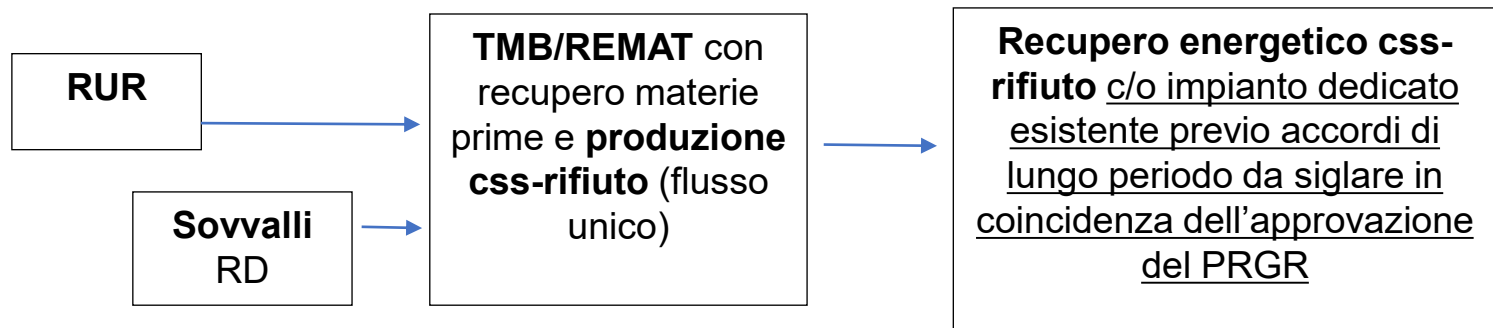 RUR
Sovvalli
RD
TMB/REMAT con
recupero materie
prime e produzione
css-rifiuto (flusso
unico)
Recupero energetico css-
rifiuto c/o impianto dedicato
esistente previo accordi di
lungo periodo da siglare in
coincidenza dell’approvazione
del PRGR